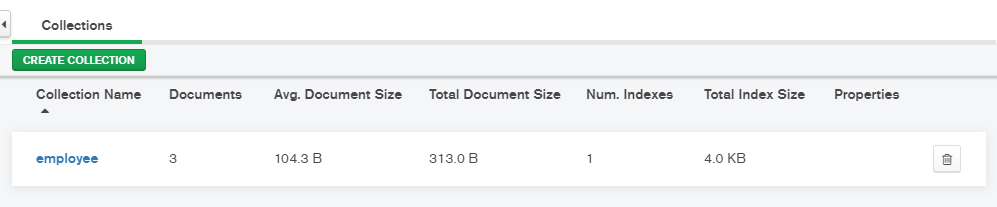 Collections
CREATE COLLECTION
Collection Name Documents Avg. Document Size Total Document Size Num. Indexes Total Index Size Properties
employee 3 104.3 B 313.0 B 1 4.0 KB